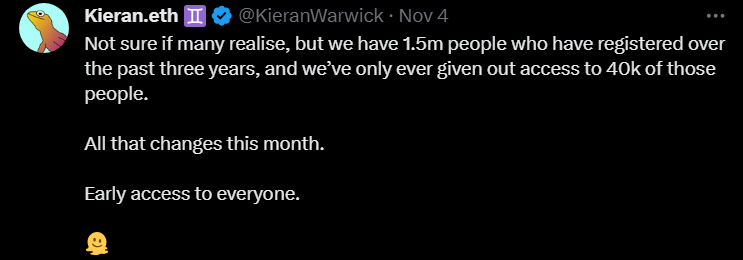 Kieran.eth ♊ @KieranWarwick · Nov 4
Not sure if many realise, but we have 1.5m people who have registered over
the past three years, and we’ve only ever given out access to 40k of those
people.
All that changes this month.
Early access to everyone.
🫠